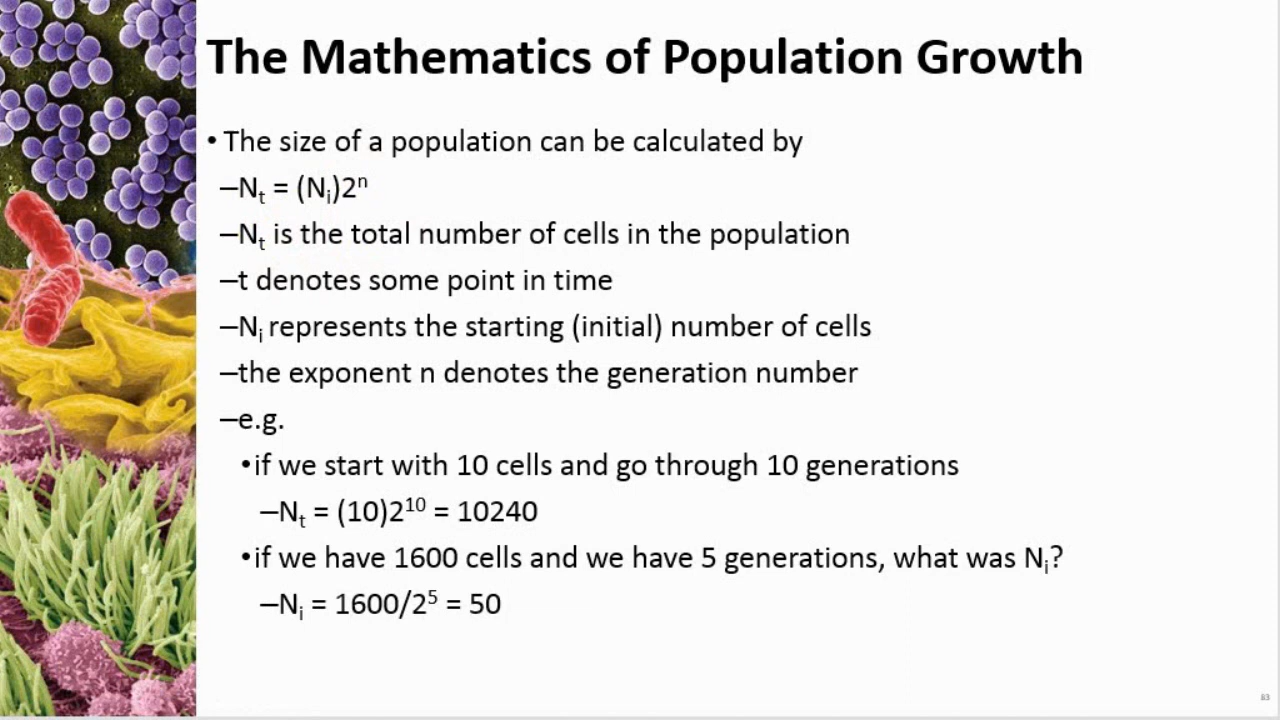 The Mathematics of Population Growth
• The size of a population can be calculated by
–Nₜ = (Nᵢ)2ⁿ
–Nₜ is the total number of cells in the population
–t denotes some point in time
–Nᵢ represents the starting (initial) number of cells
–the exponent n denotes the generation number
–e.g.
•if we start with 10 cells and go through 10 generations
–Nₜ = (10)2¹⁰ = 10240
•if we have 1600 cells and we have 5 generations, what was Nᵢ?
–Nᵢ = 1600/2⁵ = 50
83